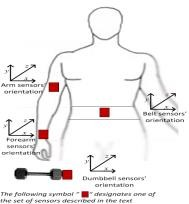 Arm sensors'
orientation
Belt sensors'
orientation
Forearm
sensors'
orientation
Dumbbell sensors'
orientation
The following symbol " " designates one of
the set of sensors described in the text